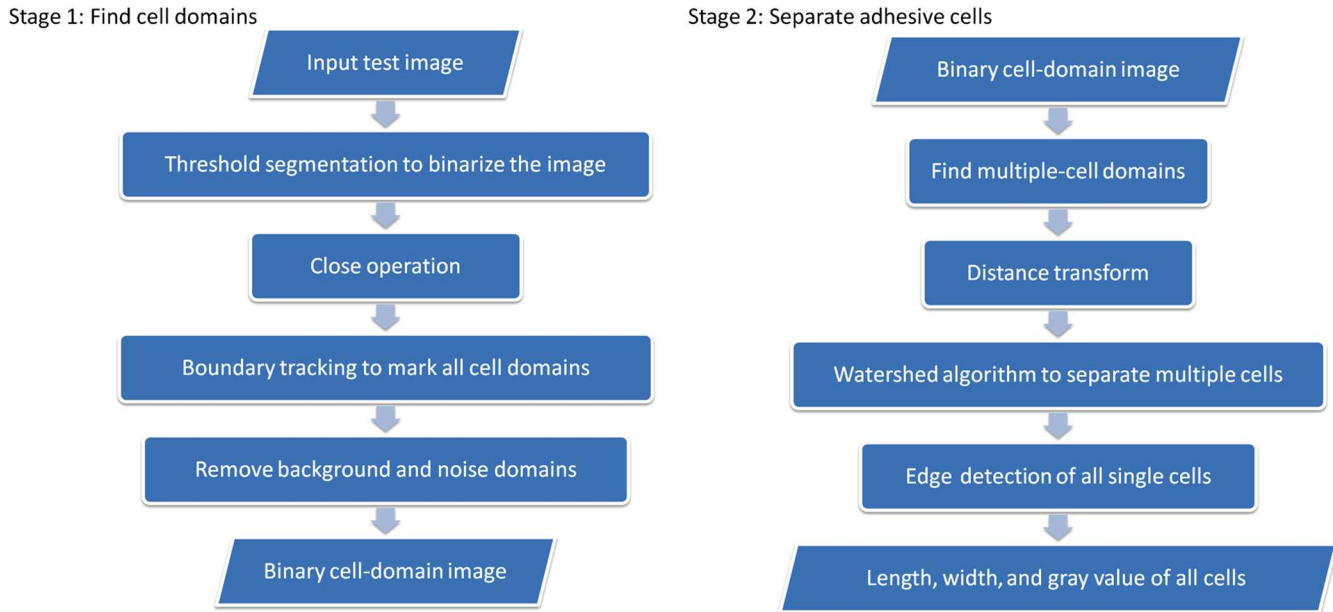 Stage 1: Find cell domains
Input test image
Threshold segmentation to binarize the image
Close operation
Boundary tracking to mark all cell domains
Remove background and noise domains
Binary cell-domain image
Stage 2: Separate adhesive cells
Binary cell-domain image
Find multiple-cell domains
Distance transform
Watershed algorithm to separate multiple cells
Edge detection of all single cells
Length, width, and gray value of all cells